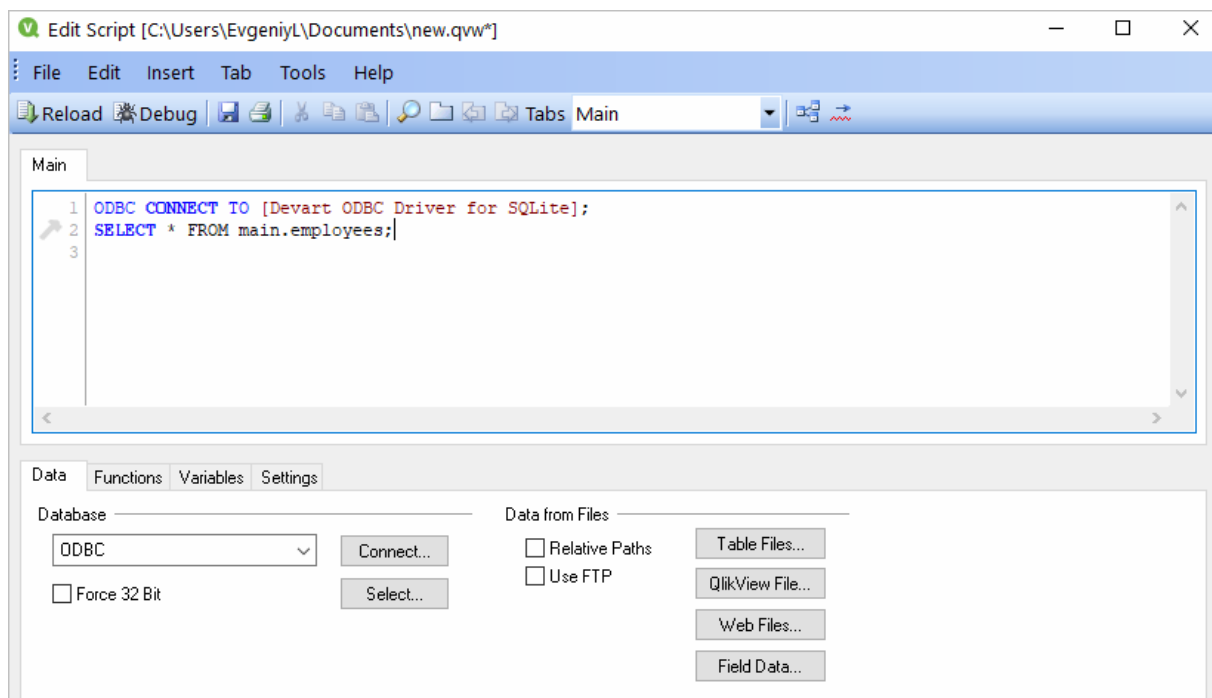 Edit Script [C:\Users\EvgeniyL\Documents\new.qvw*]
File Edit Insert Tab Tools Help
Reload Debug Tabs Main
Main
1 ODBC CONNECT TO [Devart ODBC Driver for SQLite];
2 SELECT * FROM main.employees;
3
Data Functions Variables Settings
Database
ODBC Connect...
Force 32 Bit Select...
Data from Files
Relative Paths Table Files...
Use FTP QlikView File...
Web Files...
Field Data...